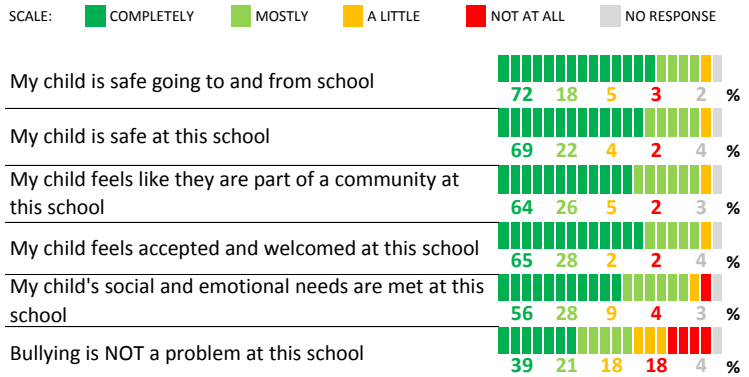 SCALE: COMPLETELY MOSTLY A LITTLE NOT AT ALL NO RESPONSE
My child is safe going to and from school
72 18 5 3 2 %
My child is safe at this school
69 22 4 2 4 %
My child feels like they are part of a community at
this school
64 26 5 2 3 %
My child feels accepted and welcomed at this school
65 28 2 2 4 %
My child's social and emotional needs are met at this
school
56 28 9 4 3 %
Bullying is NOT a problem at this school
39 21 18 18 4 %